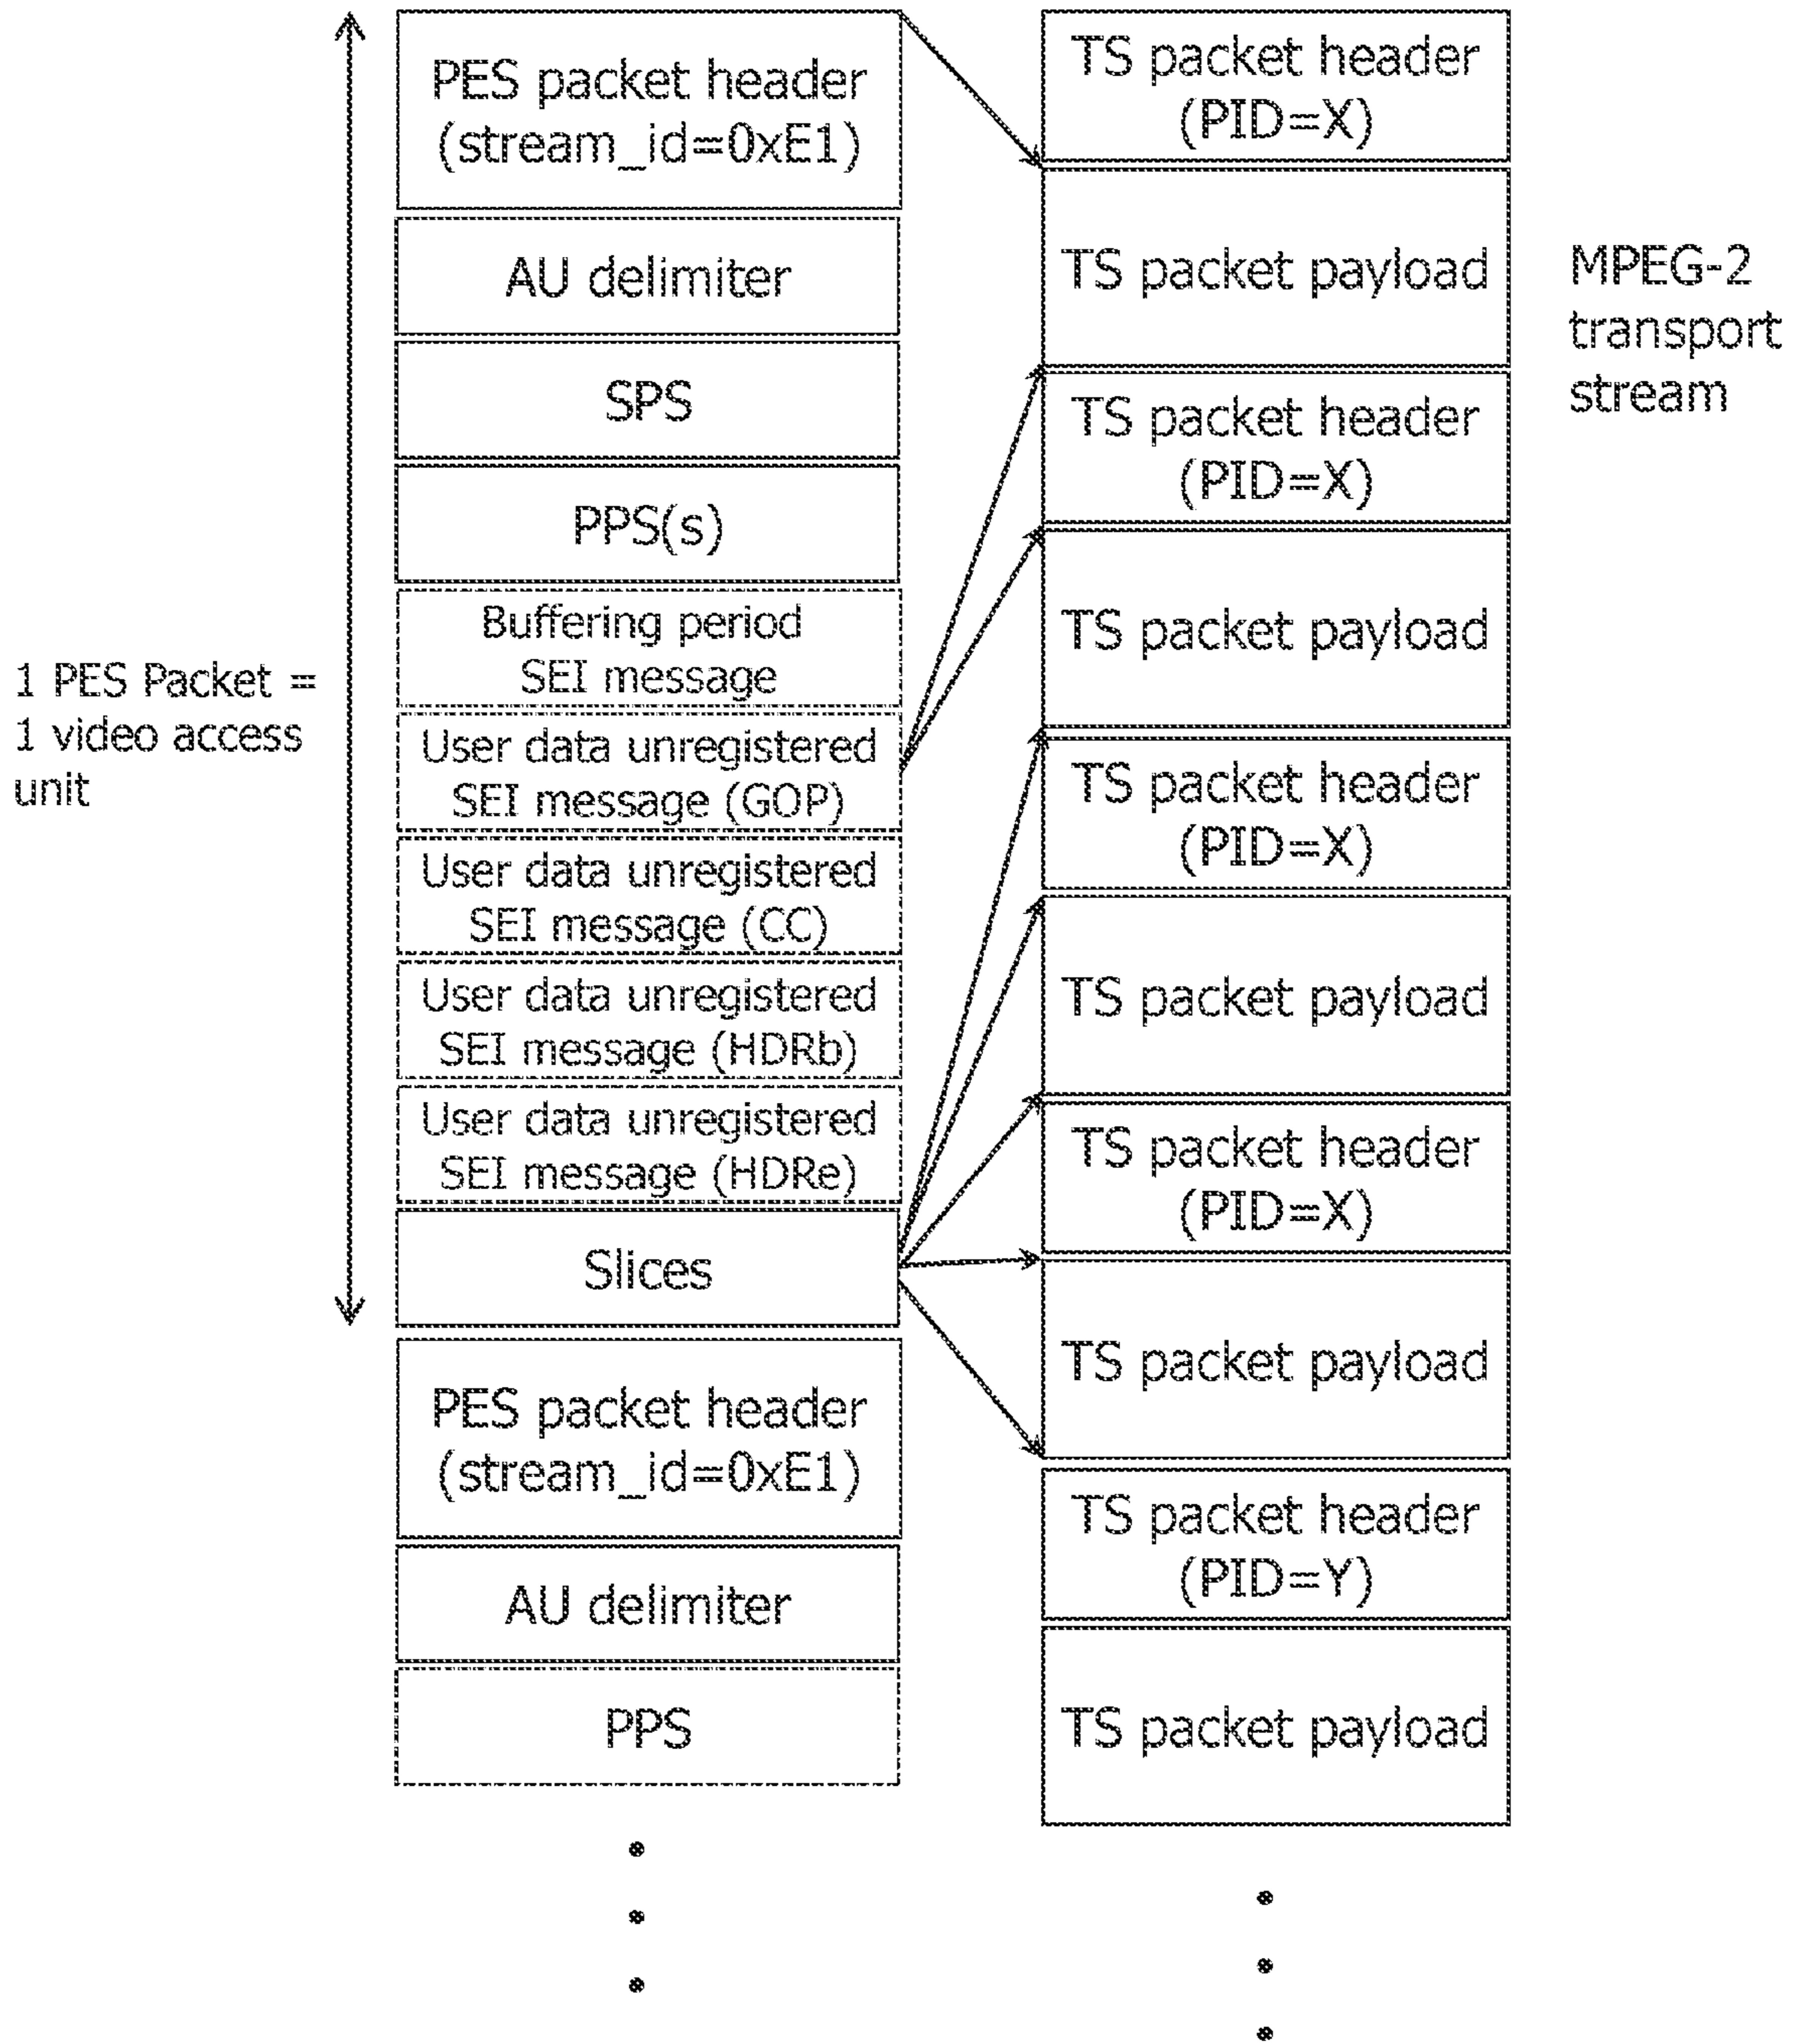 1 PES Packet =
1 video access
unit
PES packet header
(stream_id=0xE1)
AU delimiter
SPS
PPS(s)
Buffering period
SEI message
User data unregistered
SEI message (GOP)
User data unregistered
SEI message (CC)
User data unregistered
SEI message (HDRb)
User data unregistered
SEI message (HDRe)
Slices
PES packet header
(stream_id=0xE1)
AU delimiter
PPS
TS packet header
(PID=X)
TS packet payload
TS packet header
(PID=X)
TS packet payload
TS packet header
(PID=X)
TS packet payload
TS packet header
(PID=X)
TS packet payload
TS packet header
(PID=Y)
TS packet payload
MPEG-2
transport
stream